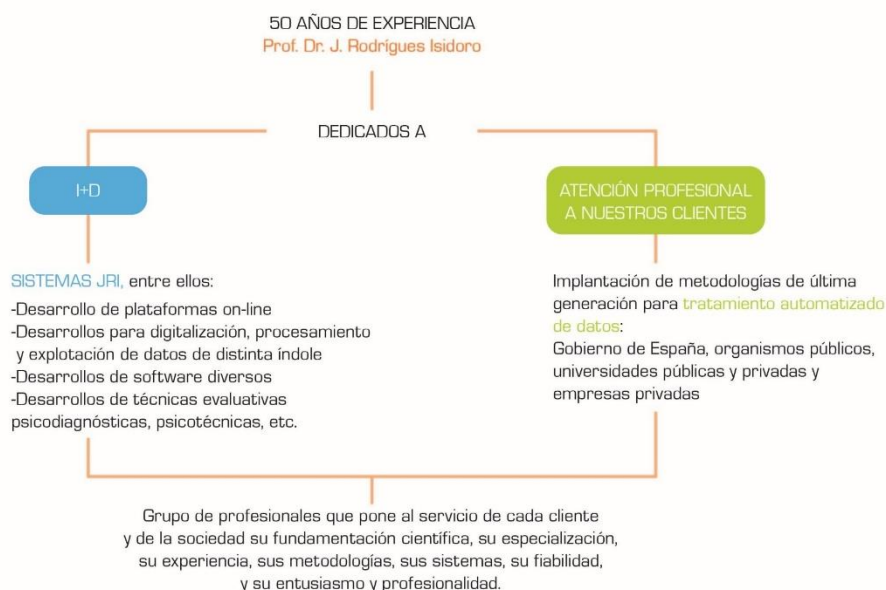 50 AÑOS DE EXPERIENCIA
Prof. Dr. J. Rodrígues Isidoro
DEDICADOS A
I+D
SISTEMAS JRI, entre ellos:
-Desarrollo de plataformas on-line
-Desarrollos para digitalización, procesamiento
y explotación de datos de distinta índole
-Desarrollos de software diversos
-Desarrollos de técnicas evaluativas
psicodiagnósticas, psicotécnicas, etc.
ATENCIÓN PROFESIONAL
A NUESTROS CLIENTES
Implantación de metodologías de última
generación para tratamiento automatizado
de datos:
Gobierno de España, organismos públicos,
universidades públicas y privadas y
empresas privadas
Grupo de profesionales que pone al servicio de cada cliente
y de la sociedad su fundamentación científica, su especialización,
su experiencia, sus metodologías, sus sistemas, su fiabilidad,
y su entusiasmo y profesionalidad.